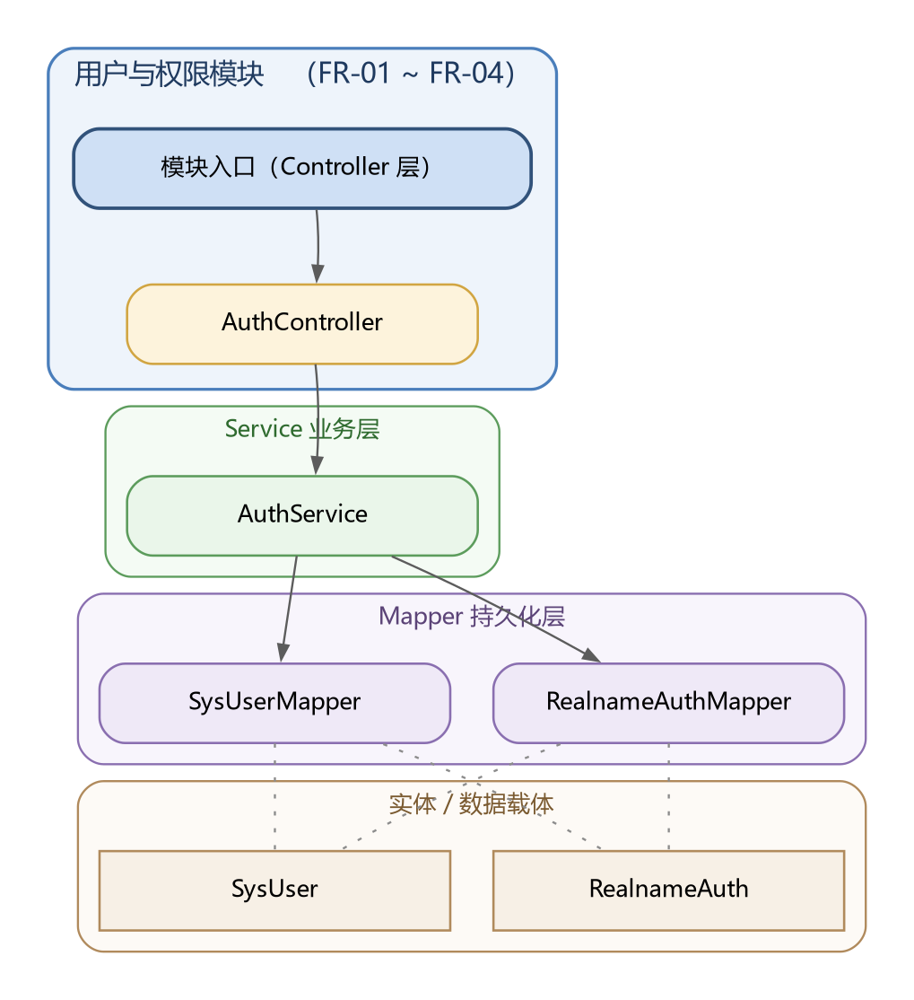 用户与权限模块 （FR-01 ~ FR-04）
模块入口（Controller 层）
AuthController
Service 业务层
AuthService
Mapper 持久化层
SysUserMapper
RealnameAuthMapper
实体 / 数据载体
SysUser
RealnameAuth